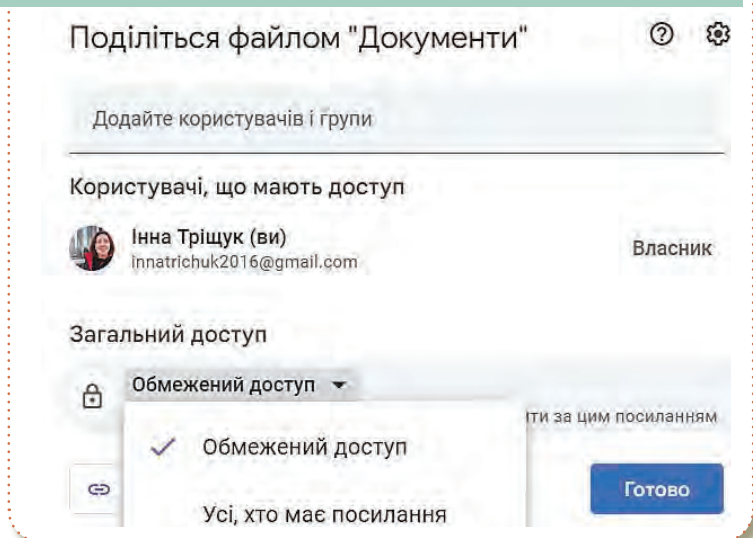 Поділіться файлом "Документи"
Додайте користувачів і групи
Користувачі, що мають доступ
Інна Тріщук (ви)
innatrichuk2016@gmail.com
Власник
Загальний доступ
Обмежений доступ
ти за цим посиланням
Обмежений доступ
Готово
Усі, хто має посилання